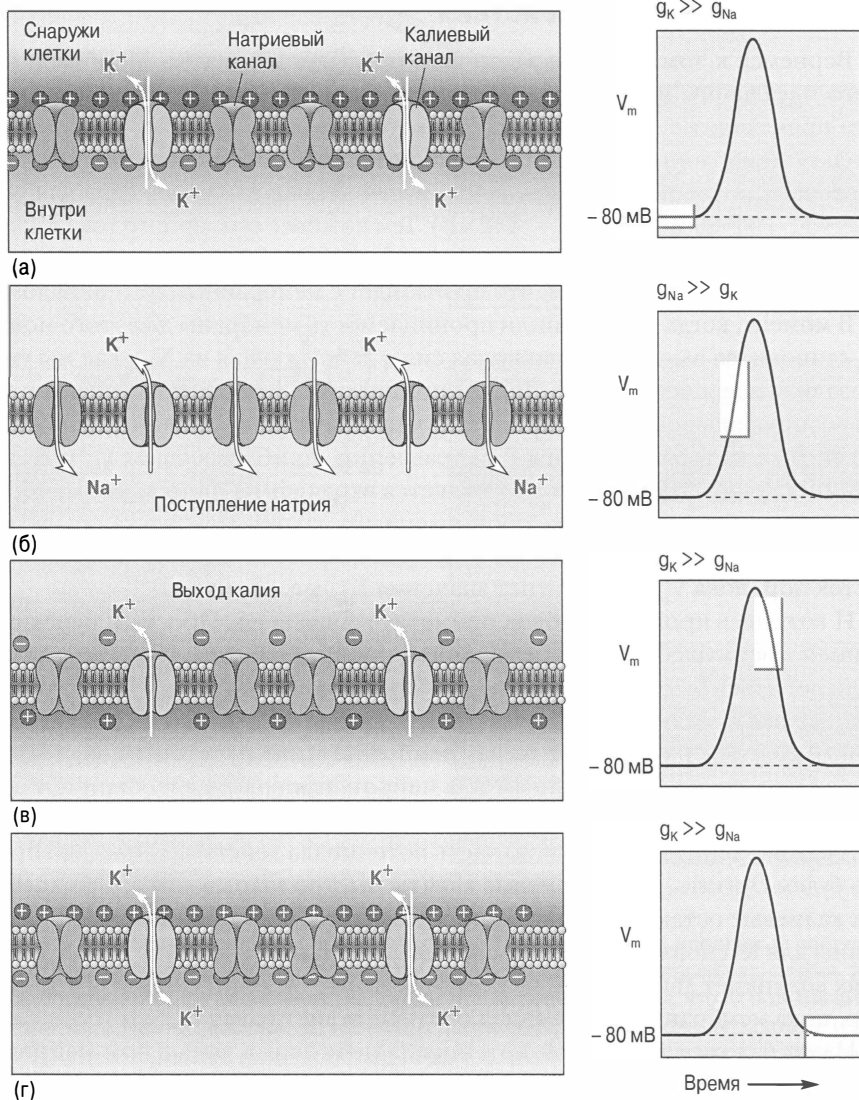 Снаружи
клетки
K⁺
Натриевый
канал
Калиевый
канал
K⁺
K⁺
K⁺
Внутри
клетки
(а)
gK >> gNa
Vm
– 80 мВ
K⁺
K⁺
Na⁺
Na⁺
Поступление натрия
(б)
gNa >> gK
Vm
– 80 мВ
Выход калия
K⁺
K⁺
(в)
gK >> gNa
Vm
– 80 мВ
K⁺
K⁺
K⁺
K⁺
(г)
gK >> gNa
Vm
– 80 мВ
Время